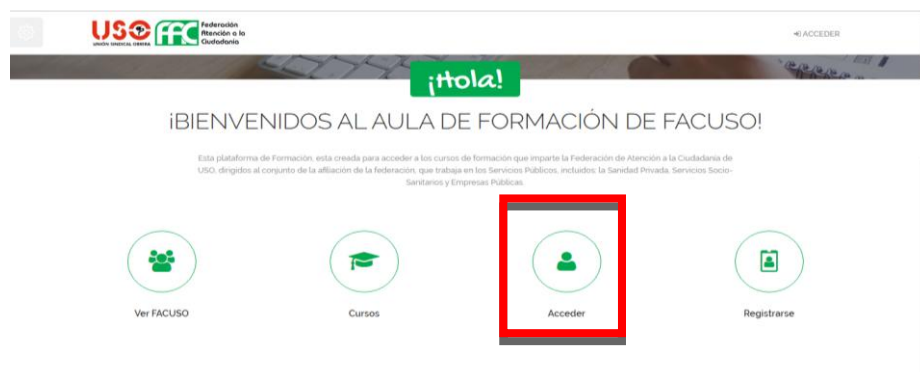 USO
UNIÓN SINDICAL OBRERA
FFC
Federación
Atención a la
Ciudadanía
ACCEDER
¡Hola!
¡BIENVENIDOS AL AULA DE FORMACIÓN DE FACUSO!
Esta plataforma de Formación, esta creada para acceder a los cursos de formación que imparte la Federación de Atención a la Ciudadanía de
USO, dirigidos al conjunto de la afiliación de la federación, que trabaja en los Servicios Públicos, incluidos: la Sanidad Privada, Servicios Socio-
Sanitarios y Empresas Públicas.
Ver FACUSO
Cursos
Acceder
Registrarse